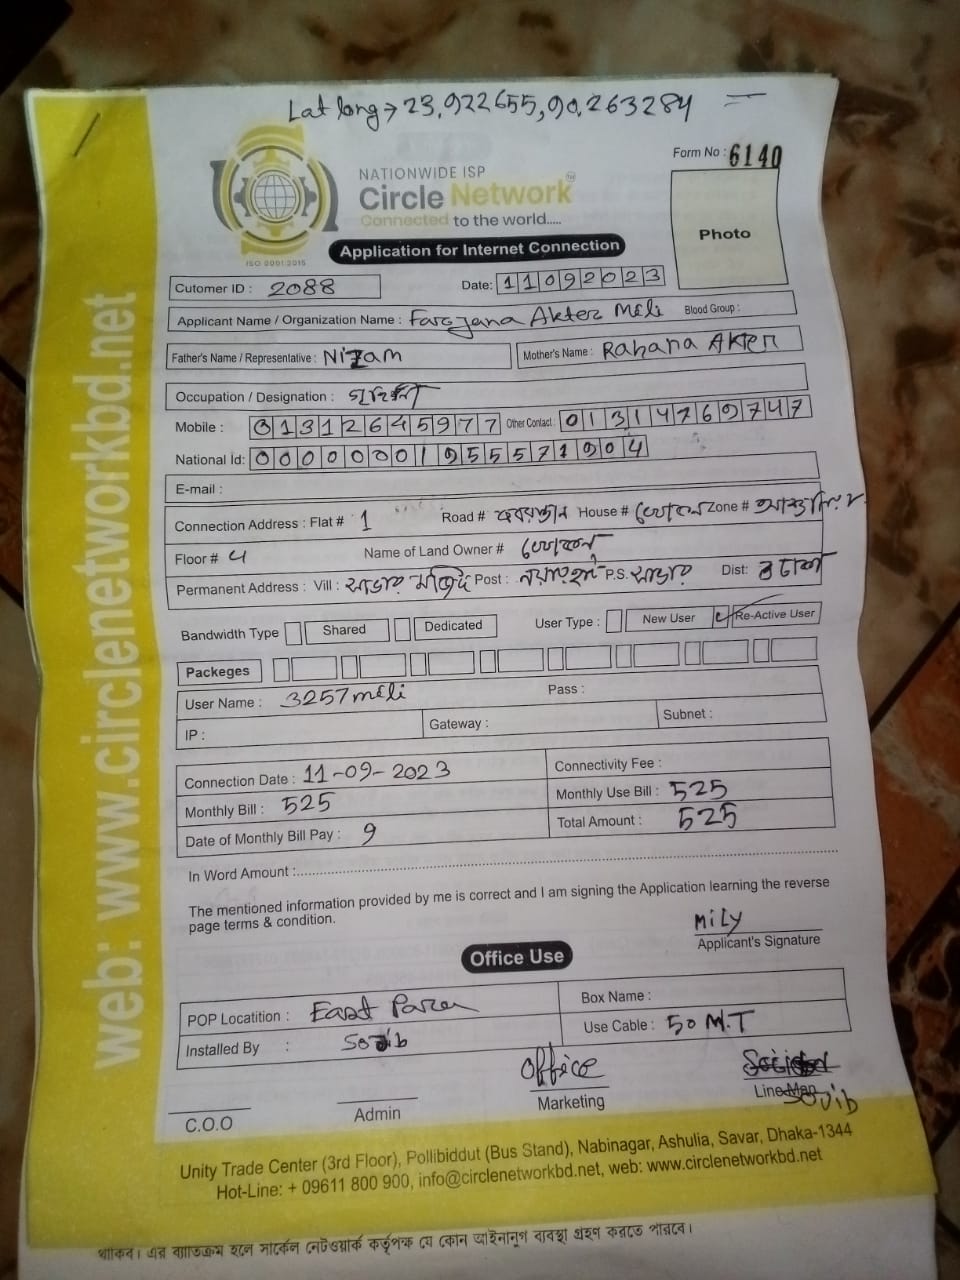 Lat long → 23.922655, 90.263284
Form No : 6140
NATIONWIDE ISP
Circle Network
Connected to the world.....
ISO 9001:2015
Photo
Application for Internet Connection
Cutomer ID : 2088 Date: 11092023
Applicant Name / Organization Name : Farzana Akter Meli Blood Group :
Father's Name / Representative : Nizam Mother's Name : Rahana Akter
Occupation / Designation : গৃহিণী
Mobile : 01312645977 Other Contact : 01314769747
National Id: 00000001955571904
E-mail :
Connection Address : Flat # 1 Road # কবরস্থান House # Zone # আশুলিয়া
Floor # 4 Name of Land Owner #
Permanent Address : Vill : সাভার Post : P.S. সাভার Dist: ঢাকা
Bandwidth Type Shared Dedicated User Type : New User Re-Active User
Packeges
User Name : 3257meli Pass :
IP : Gateway : Subnet :
Connection Date : 11-09-2023 Connectivity Fee :
Monthly Bill : 525 Monthly Use Bill : 525
Date of Monthly Bill Pay : 9 Total Amount : 525
In Word Amount :
The mentioned information provided by me is correct and I am signing the Application learning the reverse
page terms & condition.
Mily
Applicant's Signature
Office Use
POP Locatition : East Para Box Name :
Installed By : Sojib Use Cable : 50 M.T
Office
C.O.O Admin Marketing Line Man
Sojib
Unity Trade Center (3rd Floor), Pollibiddut (Bus Stand), Nabinagar, Ashulia, Savar, Dhaka-1344
Hot-Line: + 09611 800 900, info@circlenetworkbd.net, web: www.circlenetworkbd.net
থাকিব। এর ব্যতিক্রম হলে সার্কেল নেটওয়ার্ক কর্তৃপক্ষ যে কোন আইনানুগ ব্যবস্থা গ্রহণ করতে পারবে।
web: www.circlenetworkbd.net